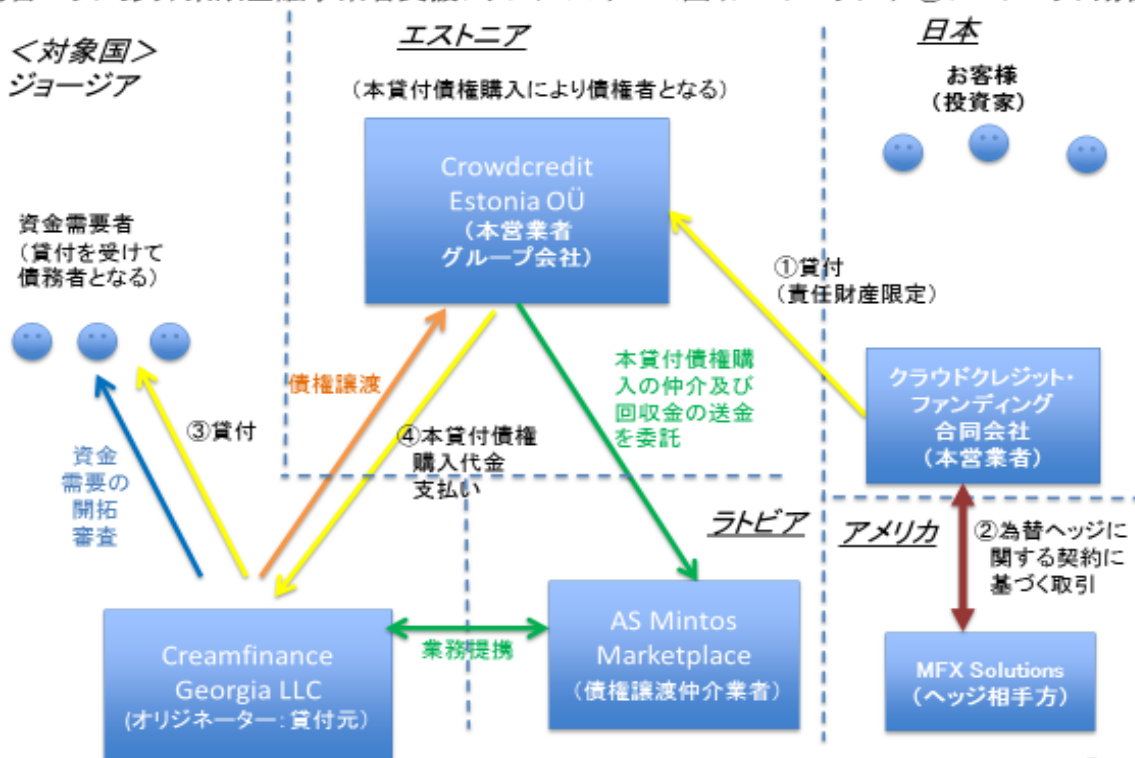 <対象国>
ジョージア
エストニア
(本貸付債権購入により債権者となる)
日本
お客様
(投資家)
Crowdcredit
Estonia OÜ
(本営業者
グループ会社)
資金需要者
(貸付を受けて
債務者となる)
①貸付
(責任財産限定)
債権譲渡
本貸付債権購
入の仲介及び
回収金の送金
を委託
クラウドクレジット・
ファンディング
合同会社
(本営業者)
③貸付
④本貸付債権
購入代金
支払い
資金
需要の
開拓
審査
ラトビア
アメリカ
②為替ヘッジに
関する契約に
基づく取引
Creamfinance
Georgia LLC
(オリジネーター:貸付元)
業務提携
AS Mintos
Marketplace
(債権譲渡仲介業者)
MFX Solutions
(ヘッジ相手方)